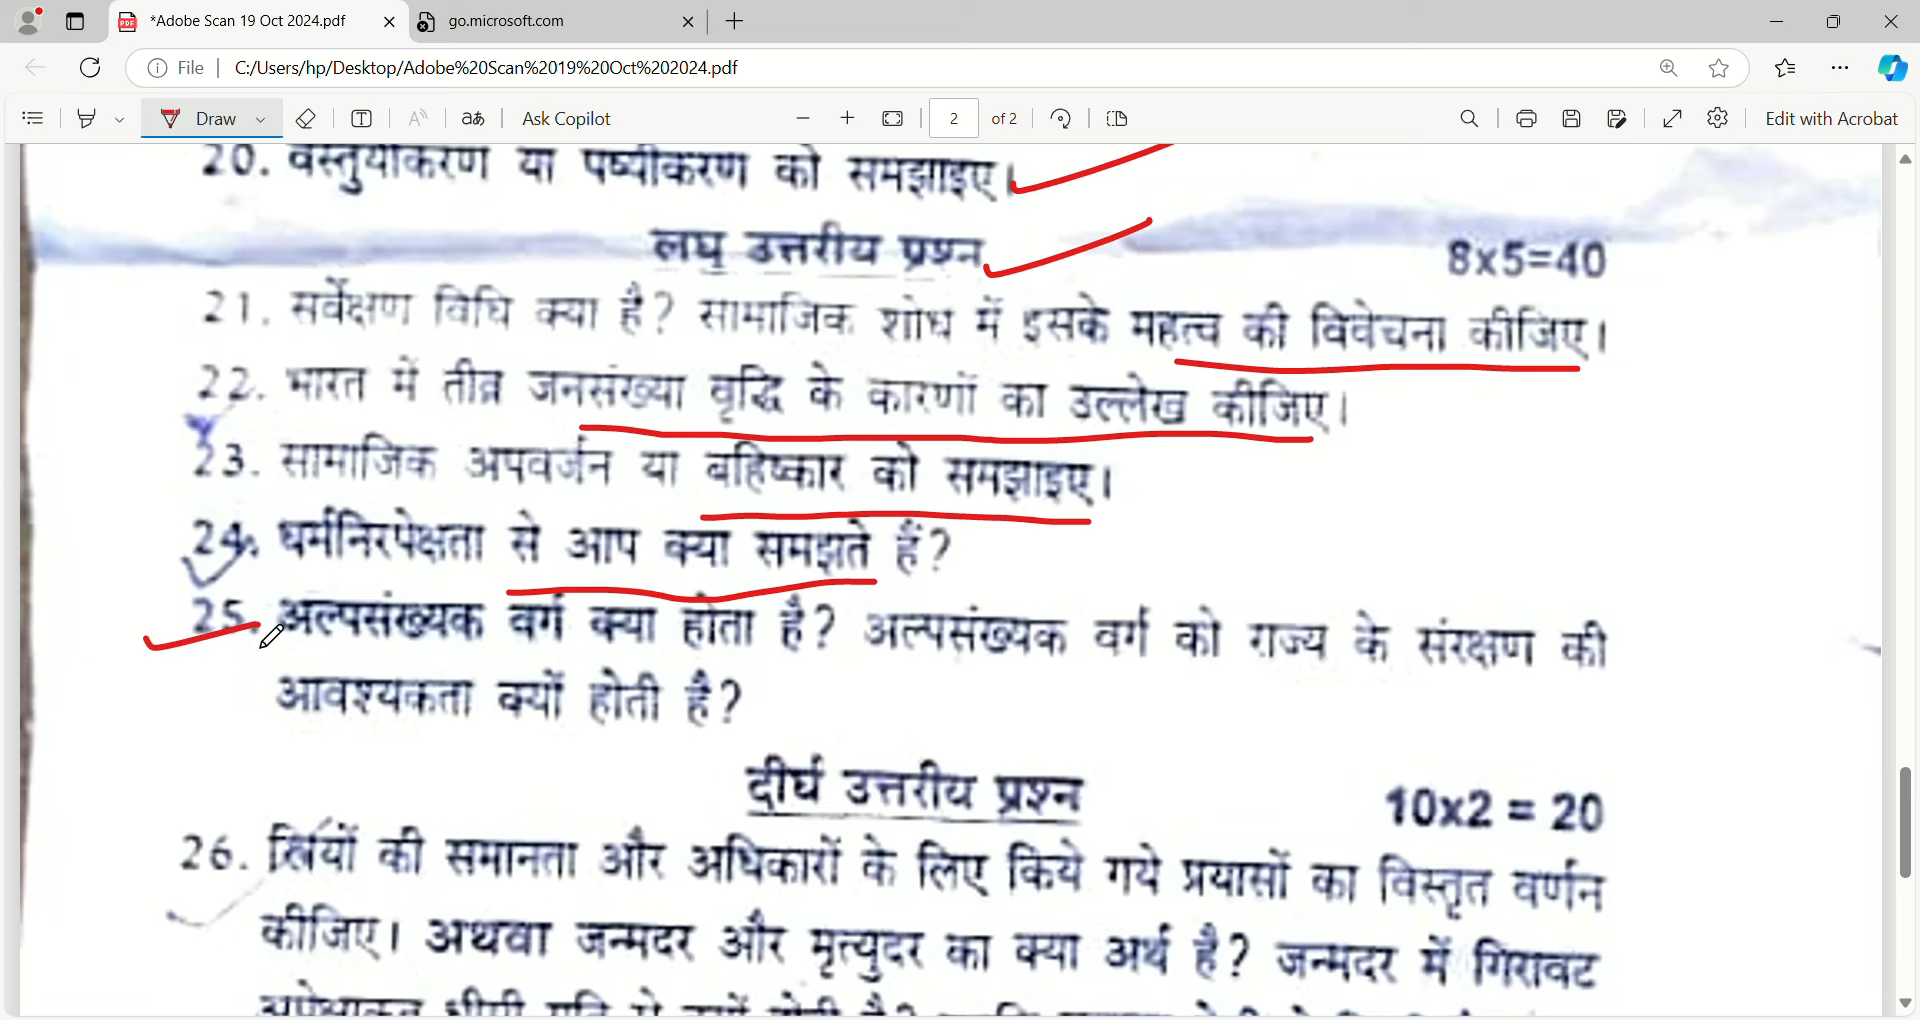 *Adobe Scan 19 Oct 2024.pdf
go.microsoft.com
File
C:/Users/hp/Desktop/Adobe%20Scan%2019%20Oct%202024.pdf
Draw
aあ
Ask Copilot
2 of 2
Edit with Acrobat
20. वस्तुयीकरण या पष्यीकरण को समझाइए।
लघु उत्तरीय प्रश्न 8x5=40
21. सर्वेक्षण विधि क्या है? सामाजिक शोध में इसके महत्व की विवेचना कीजिए।
22. भारत में तीव्र जनसंख्या वृद्धि के कारणों का उल्लेख कीजिए।
23. सामाजिक अपवर्जन या बहिष्कार को समझाइए।
24. धर्मनिरपेक्षता से आप क्या समझते हैं?
25. अल्पसंख्यक वर्ग क्या होता है? अल्पसंख्यक वर्ग को राज्य के संरक्षण की
आवश्यकता क्यों होती है?
दीर्घ उत्तरीय प्रश्न 10x2 = 20
26. स्त्रियों की समानता और अधिकारों के लिए किये गये प्रयासों का विस्तृत वर्णन
कीजिए। अथवा जन्मदर और मृत्युदर का क्या अर्थ है? जन्मदर में गिरावट